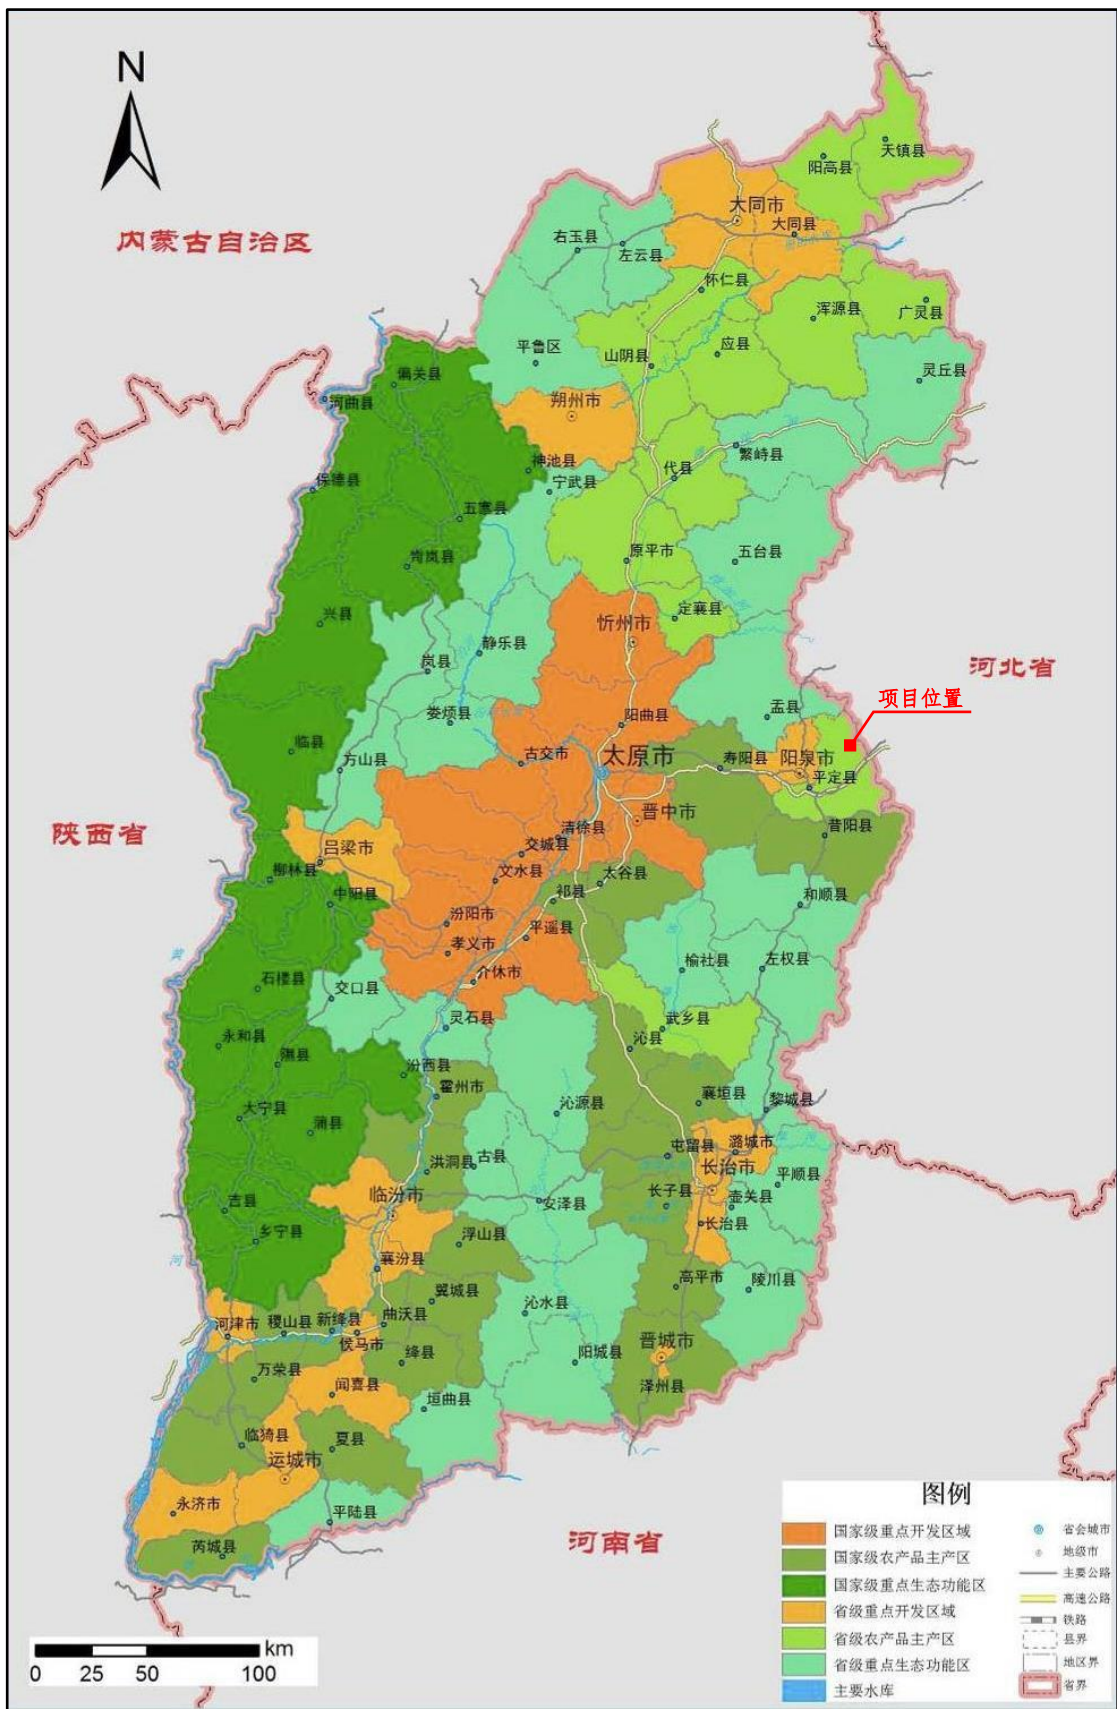 N
内蒙古自治区
天镇县
阳高县
大同市
大同县
右玉县
左云县
怀仁县
浑源县
广灵县
平鲁区
山阴县
应县
灵丘县
偏关县
河曲县
朔州市
繁峙县
神池县
代县
保德县
宁武县
五寨县
原平市
五台县
岢岚县
定襄县
兴县
忻州市
静乐县
岚县
河北省
项目位置
娄烦县
阳曲县
盂县
临县
方山县
古交市
太原市
寿阳县
阳泉市
平定县
晋中市
陕西省
清徐县
昔阳县
吕梁市
交城县
柳林县
中阳县
文水县
太谷县
祁县
和顺县
汾阳市
平遥县
孝义市
介休市
榆社县
左权县
石楼县
交口县
黄
灵石县
武乡县
沁县
永和县
隰县
汾西县
霍州市
襄垣县
黎城县
大宁县
蒲县
沁源县
屯留县
潞城市
洪洞县
古县
长治市
平顺县
吉县
临汾市
安泽县
长子县
壶关县
长治县
乡宁县
浮山县
河
襄汾县
高平市
陵川县
翼城县
沁水县
河津市
稷山县
新绛县
曲沃县
侯马市
绛县
阳城县
晋城市
万荣县
闻喜县
垣曲县
泽州县
临猗县
夏县
运城市
永济市
平陆县
芮城县
河南省
图例
国家级重点开发区域
国家级农产品主产区
国家级重点生态功能区
省级重点开发区域
省级农产品主产区
省级重点生态功能区
主要水库
省会城市
地级市
主要公路
高速公路
铁路
县界
地区界
省界
km
0 25 50 100